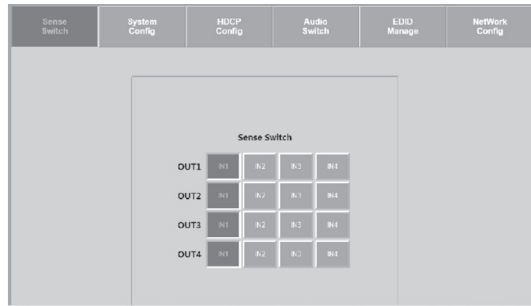 Sense Switch
System Config
HDCP Config
Audio Switch
EDID Manage
NetWork Config
Sense Switch
OUT1 IN1 IN2 IN3 IN4
OUT2 IN1 IN2 IN3 IN4
OUT3 IN1 IN2 IN3 IN4
OUT4 IN1 IN2 IN3 IN4